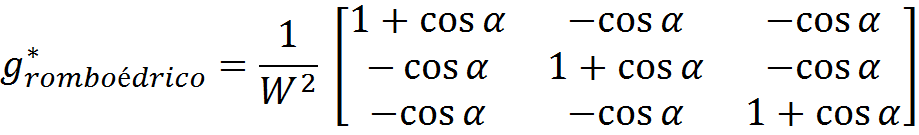 g*romboédrico = 1/W² [1 + cos α   −cos α   −cos α
− cos α   1 + cos α   −cos α
−cos α   −cos α   1 + cos α]